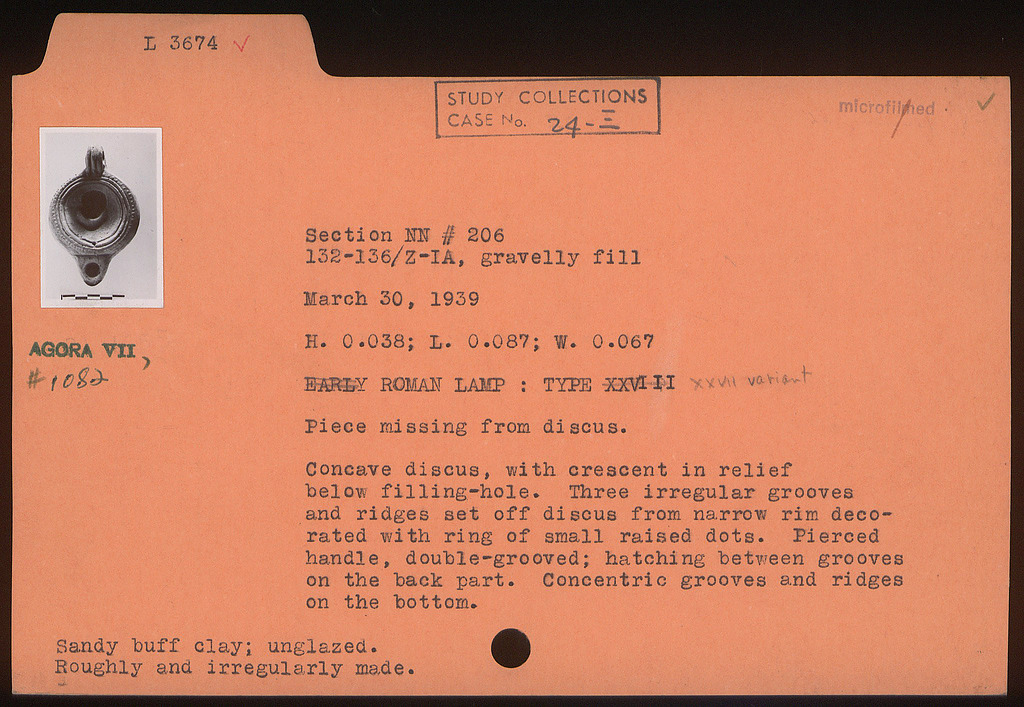 L 3674 ✓
STUDY COLLECTIONS
CASE No. 24-Ξ
microfilmed ✓
Section NN # 206
132-136/Z-IA, gravelly fill
March 30, 1939
H. 0.038; L. 0.087; W. 0.067
AGORA VII,
#1082
EARLY ROMAN LAMP : TYPE XXVIII xxvii variant
Piece missing from discus.
Concave discus, with crescent in relief
below filling-hole. Three irregular grooves
and ridges set off discus from narrow rim deco-
rated with ring of small raised dots. Pierced
handle, double-grooved; hatching between grooves
on the back part. Concentric grooves and ridges
on the bottom.
Sandy buff clay; unglazed.
Roughly and irregularly made.